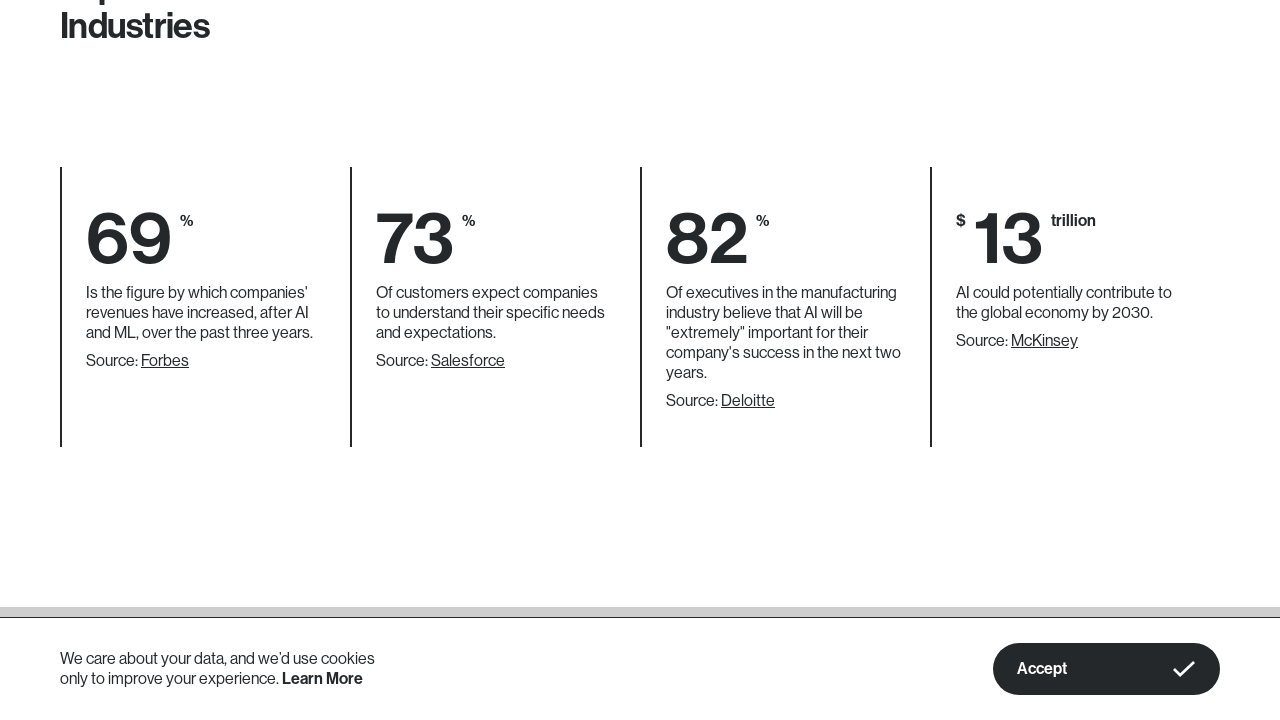 Industries
69 %
Is the figure by which companies'
revenues have increased, after AI
and ML, over the past three years.
Source: Forbes
73 %
Of customers expect companies
to understand their specific needs
and expectations.
Source: Salesforce
82 %
Of executives in the manufacturing
industry believe that AI will be
"extremely" important for their
company's success in the next two
years.
Source: Deloitte
$ 13 trillion
AI could potentially contribute to
the global economy by 2030.
Source: McKinsey
We care about your data, and we'd use cookies
only to improve your experience. Learn More
Accept